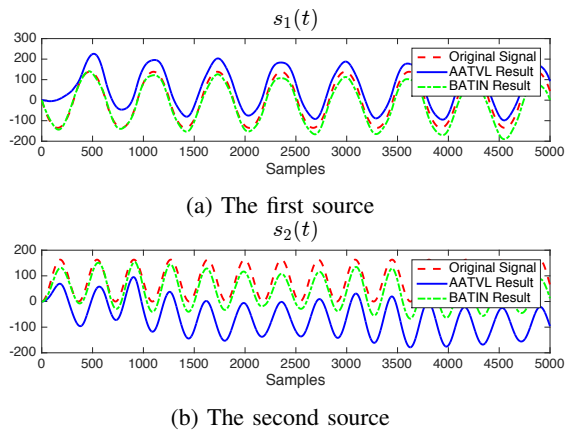 s₁(t)
300
200
100
0
-100
-200
0 500 1000 1500 2000 2500 3000 3500 4000 4500 5000
Samples
Original Signal
AATVL Result
BATIN Result
(a) The first source
s₂(t)
200
100
0
-100
-200
0 500 1000 1500 2000 2500 3000 3500 4000 4500 5000
Samples
Original Signal
AATVL Result
BATIN Result
(b) The second source